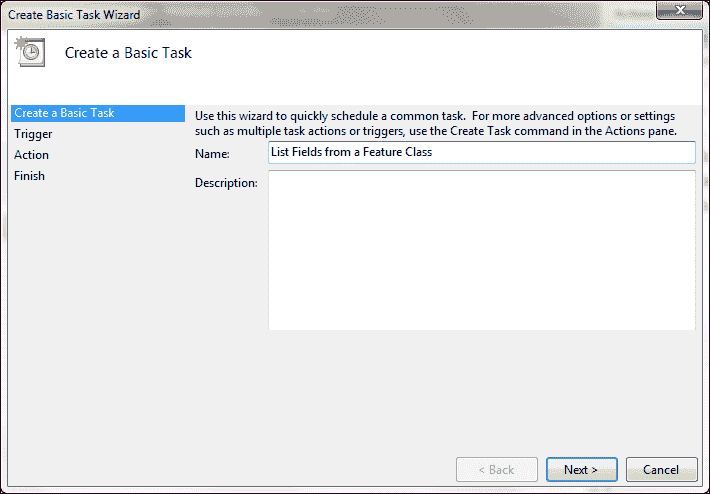 Create Basic Task Wizard
Create a Basic Task
Create a Basic Task
Trigger
Action
Finish
Use this wizard to quickly schedule a common task. For more advanced options or settings
such as multiple task actions or triggers, use the Create Task command in the Actions pane.
Name: List Fields from a Feature Class
Description:
< Back Next > Cancel